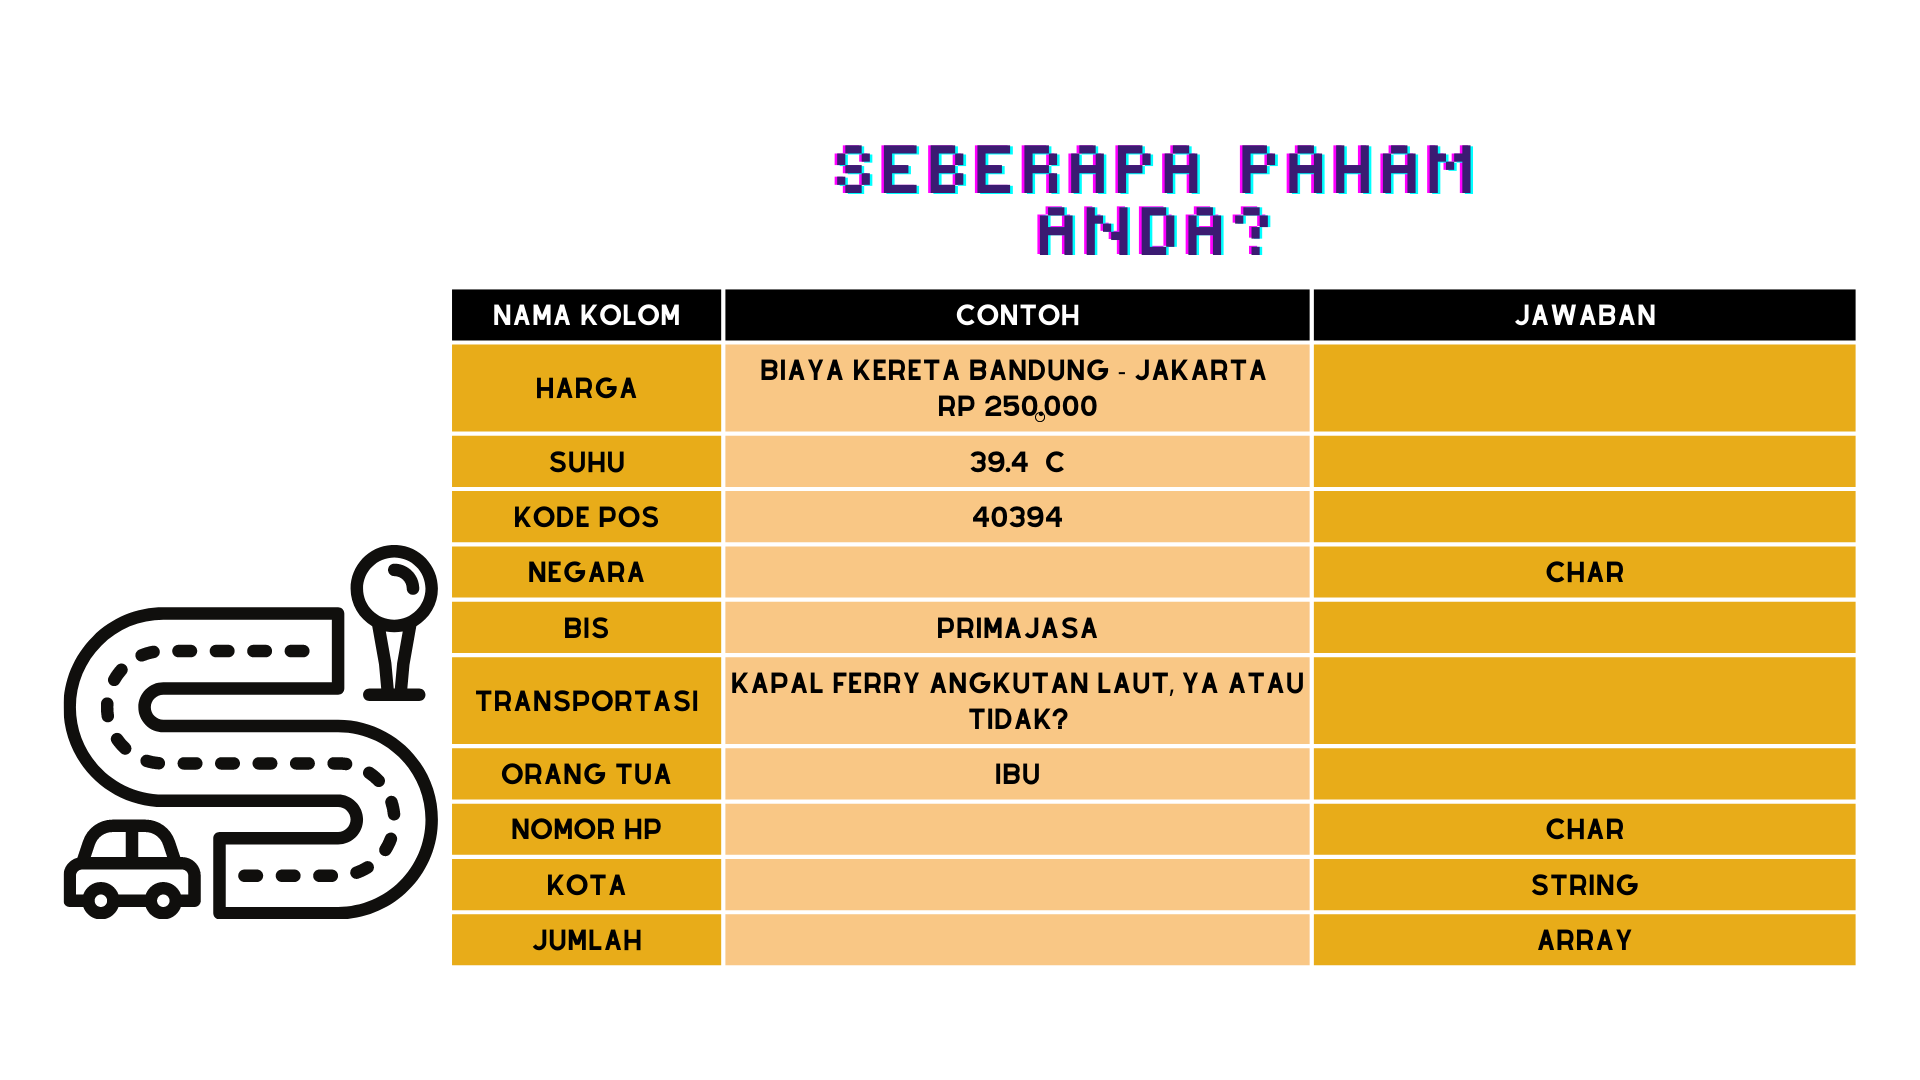 SEBERAPA PAHAM
ANDA?
NAMA KOLOM CONTOH JAWABAN
HARGA BIAYA KERETA BANDUNG - JAKARTA
RP 250.000
SUHU 39.4 C
KODE POS 40394
NEGARA CHAR
BIS PRIMAJASA
TRANSPORTASI KAPAL FERRY ANGKUTAN LAUT, YA ATAU
TIDAK?
ORANG TUA IBU
NOMOR HP CHAR
KOTA STRING
JUMLAH ARRAY